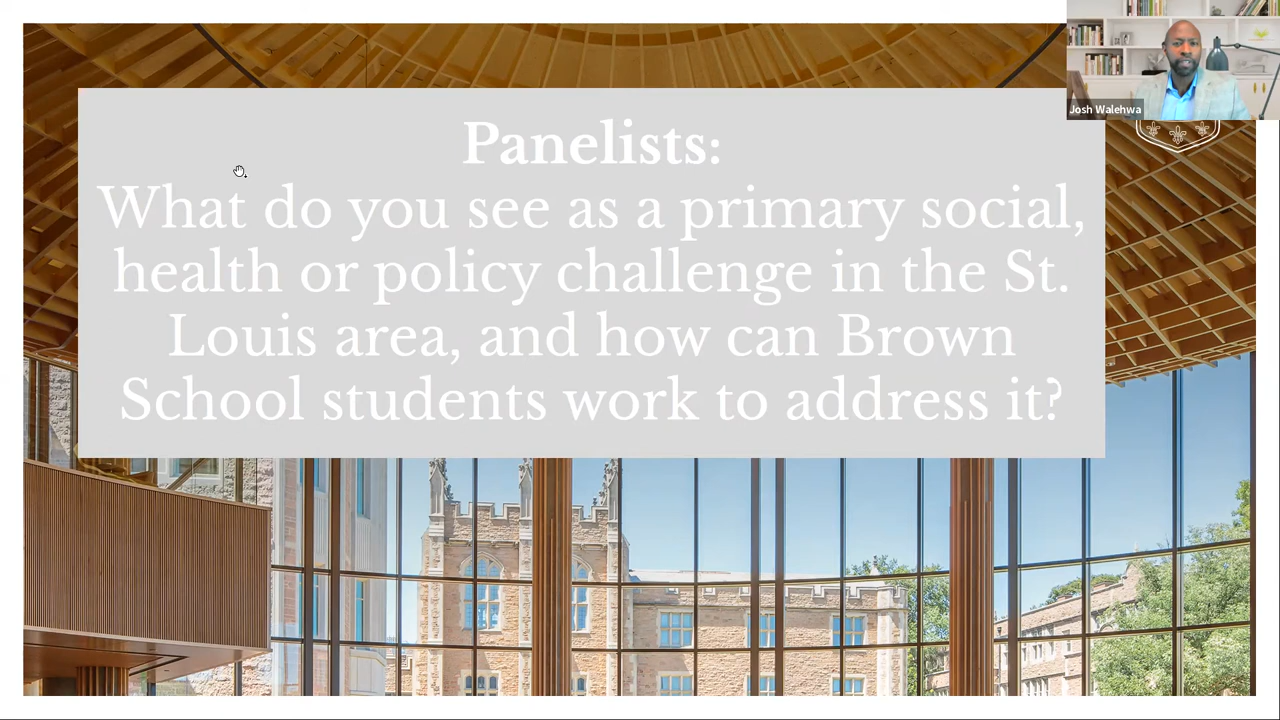 Josh Walehwa
Panelists:
What do you see as a primary social,
health or policy challenge in the St.
Louis area, and how can Brown
School students work to address it?